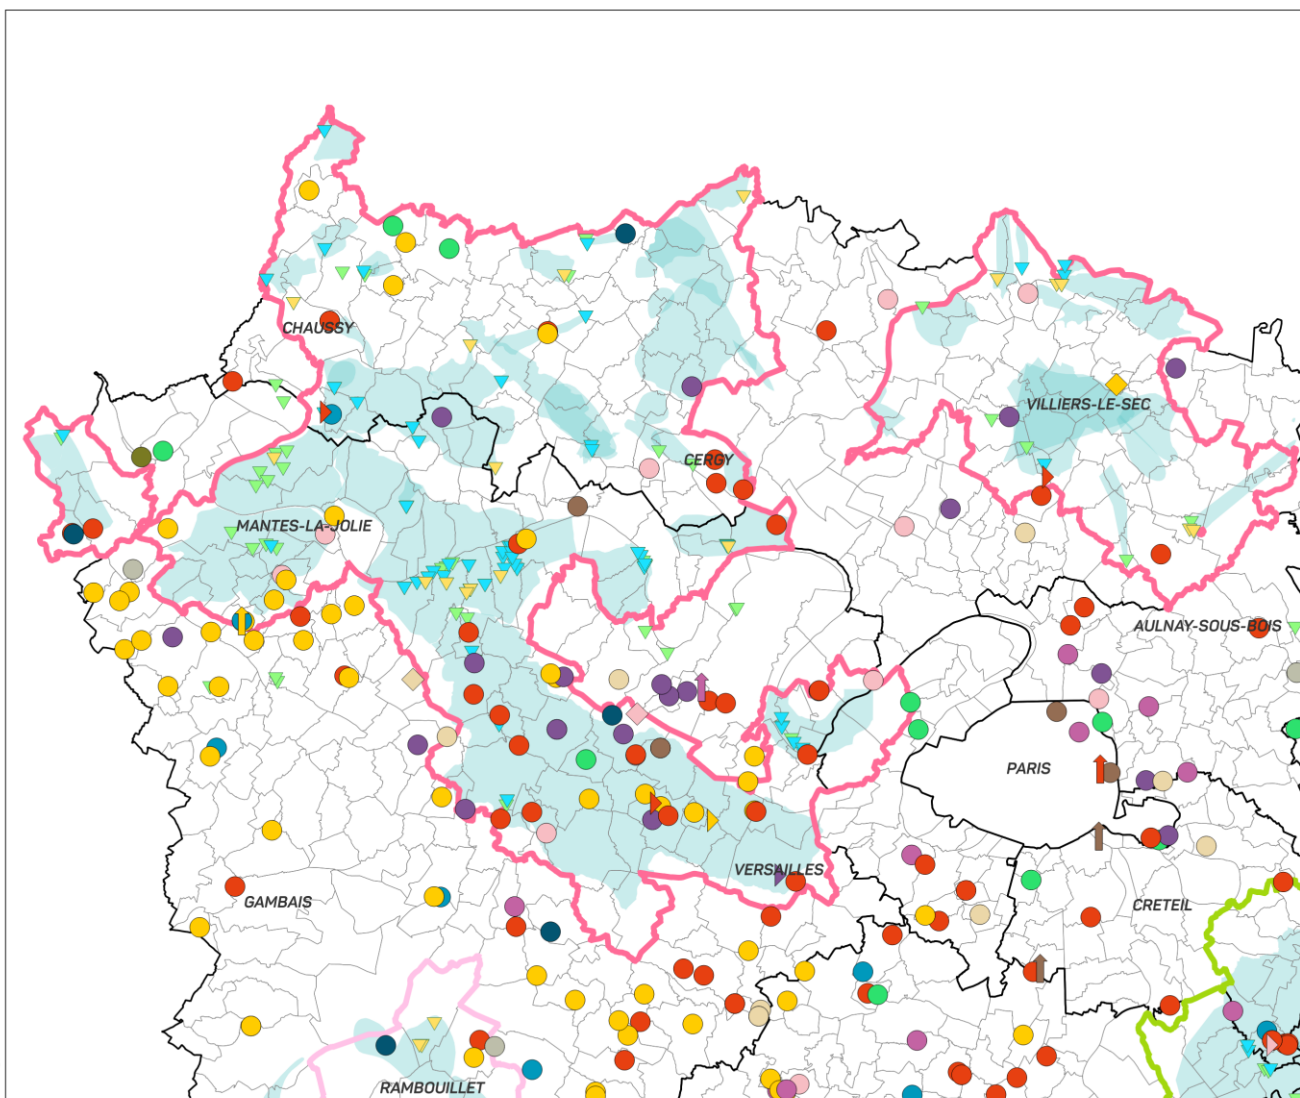 CHAUSSY
VILLIERS-LE-SEC
CERGY
MANTES-LA-JOLIE
AULNAY-SOUS-BOIS
PARIS
VERSAILLES
GAMBAIS
CRETEIL
RAMBOUILLET